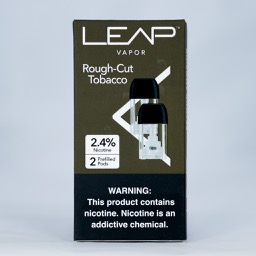 LEAP
VAPOR
Rough-Cut
Tobacco
2.4%
Nicotine
2 Prefilled
Pods
WARNING:
This product contains
nicotine. Nicotine is an
addictive chemical.